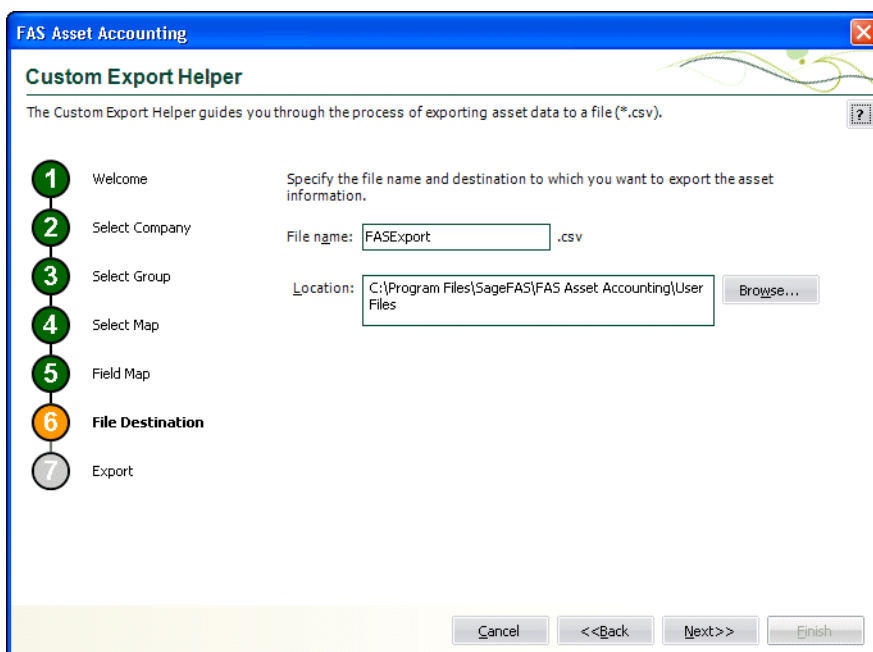 FAS Asset Accounting
Custom Export Helper
The Custom Export Helper guides you through the process of exporting asset data to a file (*.csv).
?
1 Welcome
2 Select Company
3 Select Group
4 Select Map
5 Field Map
6 File Destination
7 Export
Specify the file name and destination to which you want to export the asset
information.
File name: FASExport .csv
Location: C:\Program Files\SageFAS\FAS Asset Accounting\User
Files
Browse...
Cancel <<Back Next>> Finish